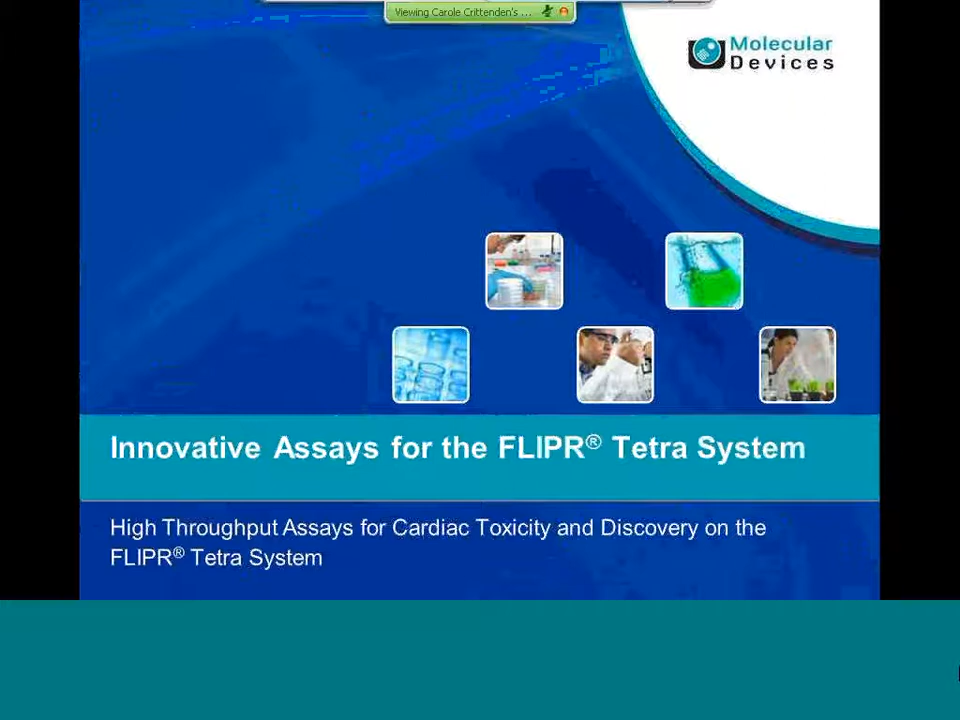 Viewing Carole Crittenden's ...
Molecular
Devices
Innovative Assays for the FLIPR® Tetra System
High Throughput Assays for Cardiac Toxicity and Discovery on the
FLIPR® Tetra System